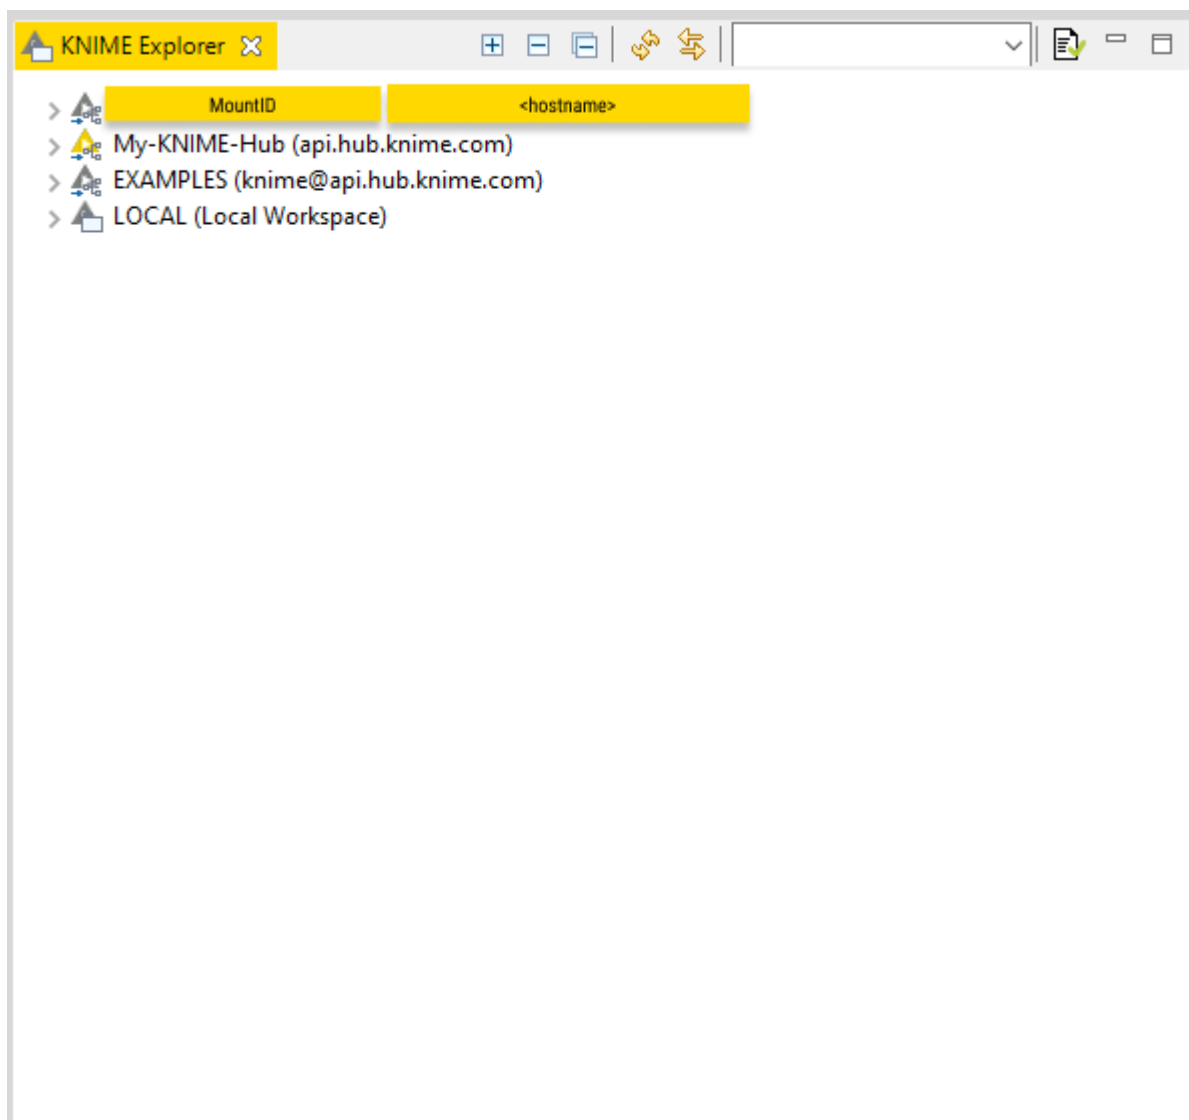 KNIME Explorer
MountID <hostname>
My-KNIME-Hub (api.hub.knime.com)
EXAMPLES (knime@api.hub.knime.com)
LOCAL (Local Workspace)